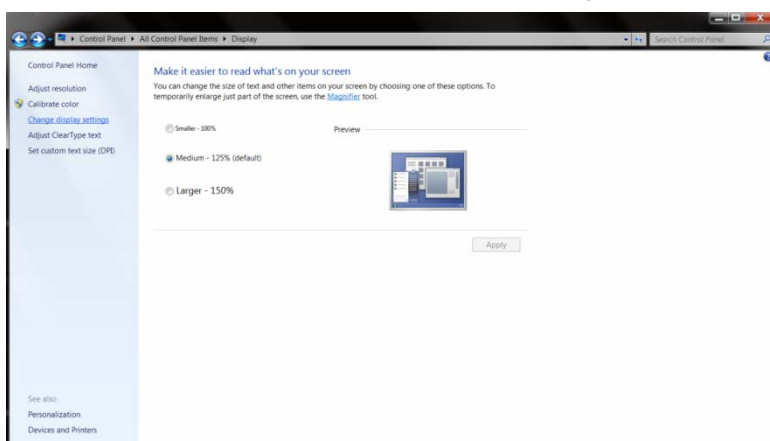 Control Panel ▸ All Control Panel Items ▸ Display
Search Control Panel
Control Panel Home
Adjust resolution
Calibrate color
Change display settings
Adjust ClearType text
Set custom text size (DPI)
Make it easier to read what's on your screen
You can change the size of text and other items on your screen by choosing one of these options. To
temporarily enlarge just part of the screen, use the Magnifier tool.
Smaller - 100%
Preview
Medium - 125% (default)
Larger - 150%
Apply
See also
Personalization
Devices and Printers